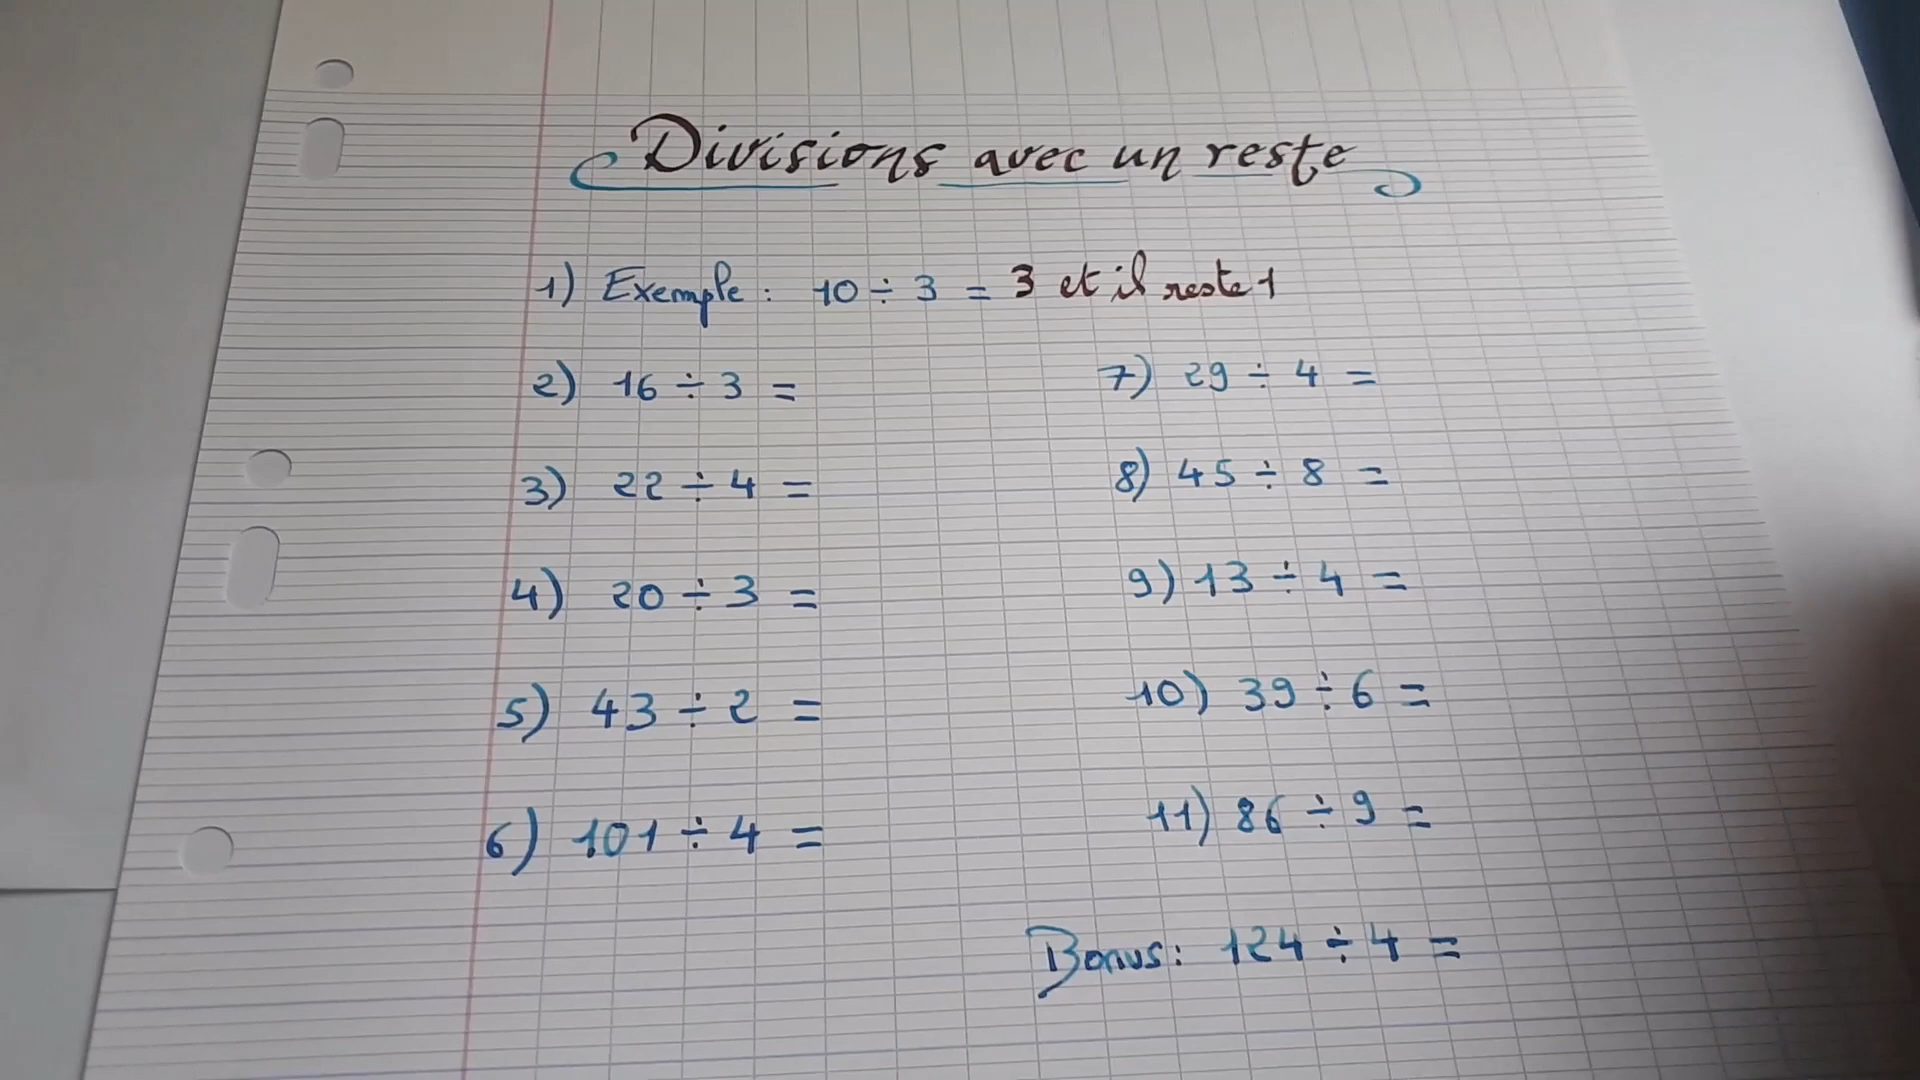 Divisions avec un reste
1) Exemple : 10 ÷ 3 = 3 et il reste 1
2) 16 ÷ 3 =
3) 22 ÷ 4 =
4) 20 ÷ 3 =
5) 43 ÷ 2 =
6) 101 ÷ 4 =
7) 29 ÷ 4 =
8) 45 ÷ 8 =
9) 13 ÷ 4 =
10) 39 ÷ 6 =
11) 86 ÷ 9 =
Bonus : 124 ÷ 4 =